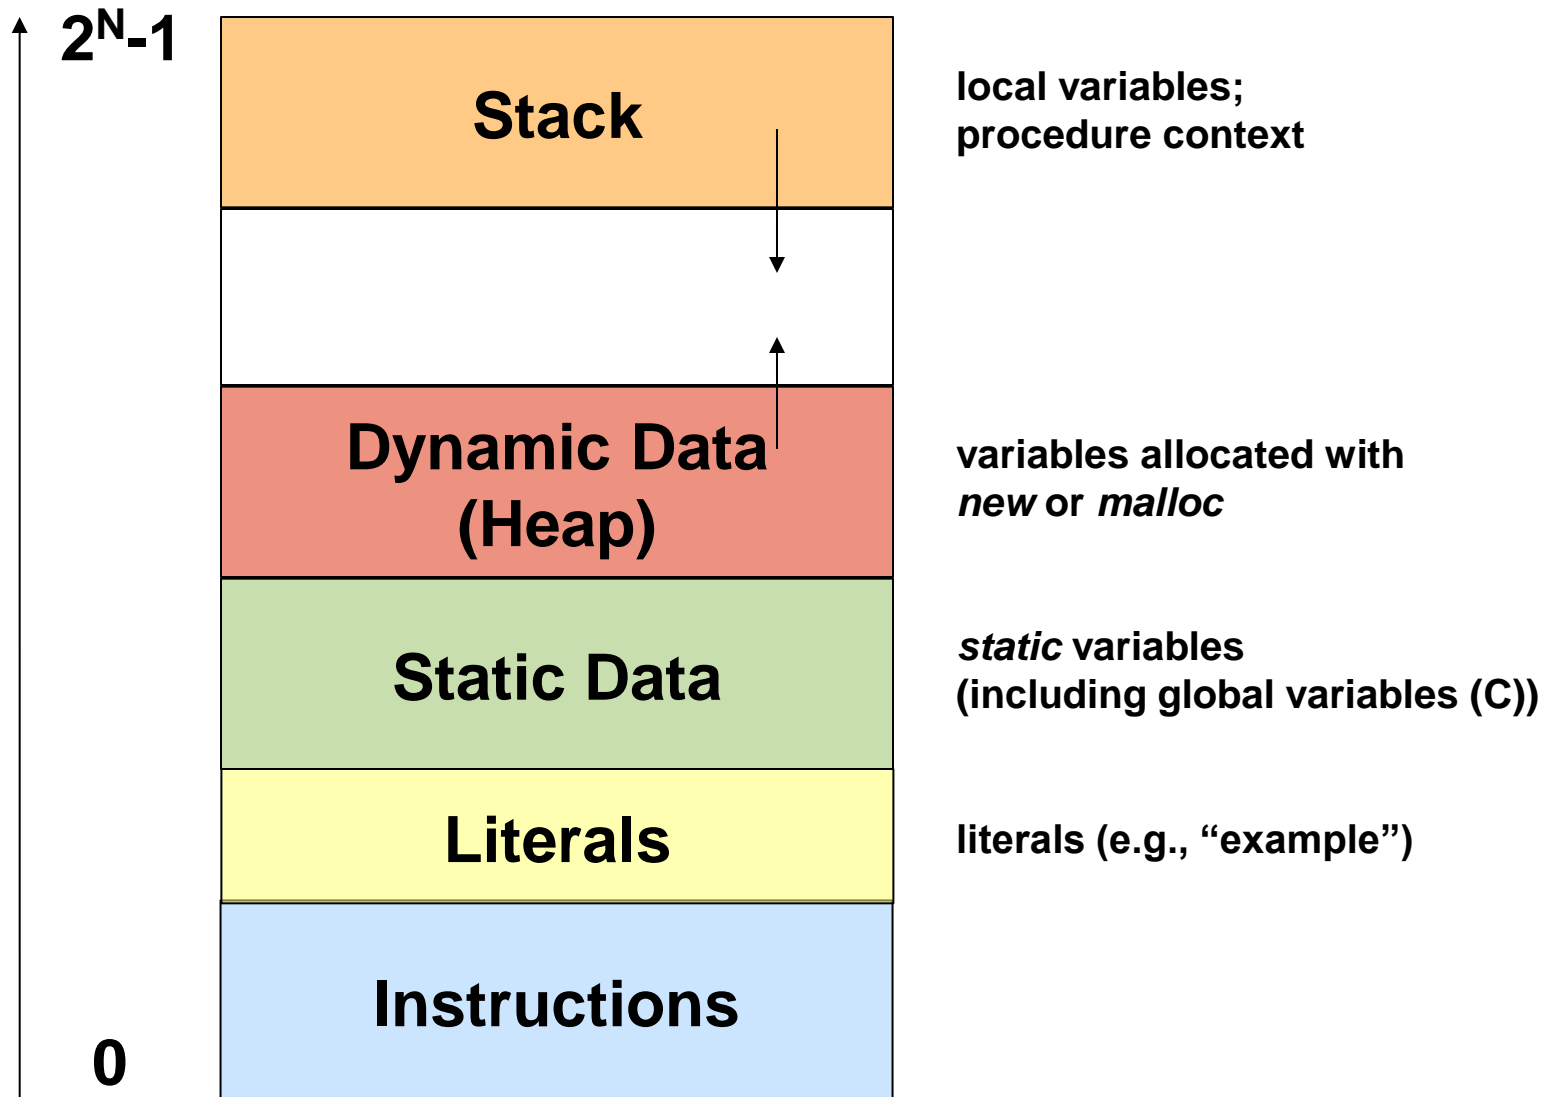 2ᴺ-1
Stack
local variables;
procedure context
Dynamic Data
(Heap)
variables allocated with
new or malloc
Static Data
static variables
(including global variables (C))
Literals
literals (e.g., “example”)
Instructions
0